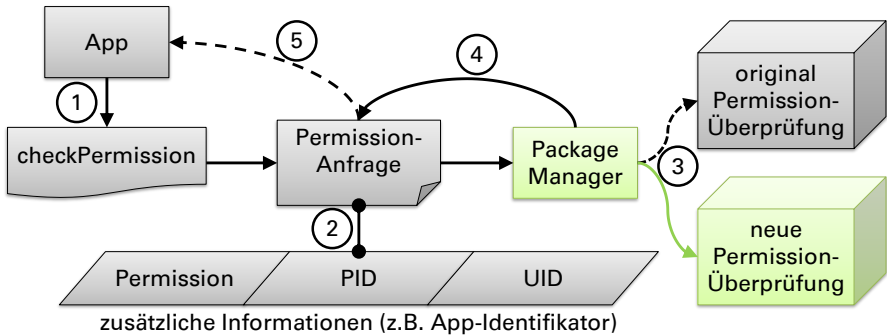 App
5
4
1
original
Permission-
Überprüfung
checkPermission
Permission-
Anfrage
Package
Manager
3
2
neue
Permission-
Überprüfung
Permission
PID
UID
zusätzliche Informationen (z.B. App-Identifikator)